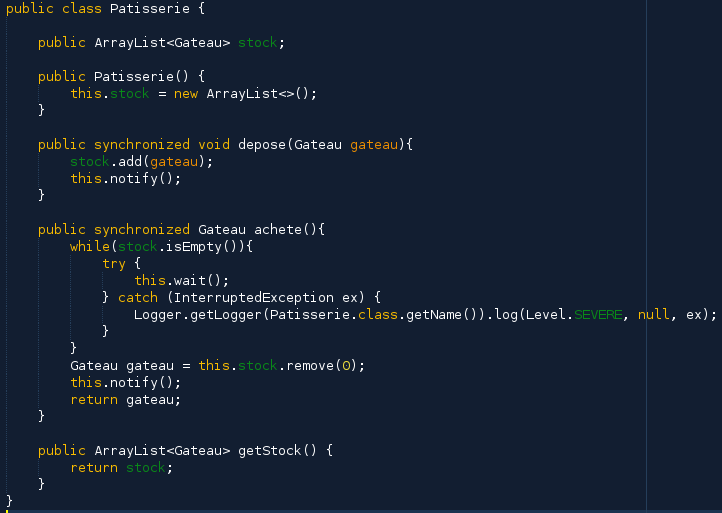 public class Patisserie {
public ArrayList<Gateau> stock;
public Patisserie() {
this.stock = new ArrayList<>();
}
public synchronized void depose(Gateau gateau){
stock.add(gateau);
this.notify();
}
public synchronized Gateau achete(){
while(stock.isEmpty()){
try {
this.wait();
} catch (InterruptedException ex) {
Logger.getLogger(Patisserie.class.getName()).log(Level.SEVERE, null, ex);
}
}
Gateau gateau = this.stock.remove(0);
this.notify();
return gateau;
}
public ArrayList<Gateau> getStock() {
return stock;
}
}